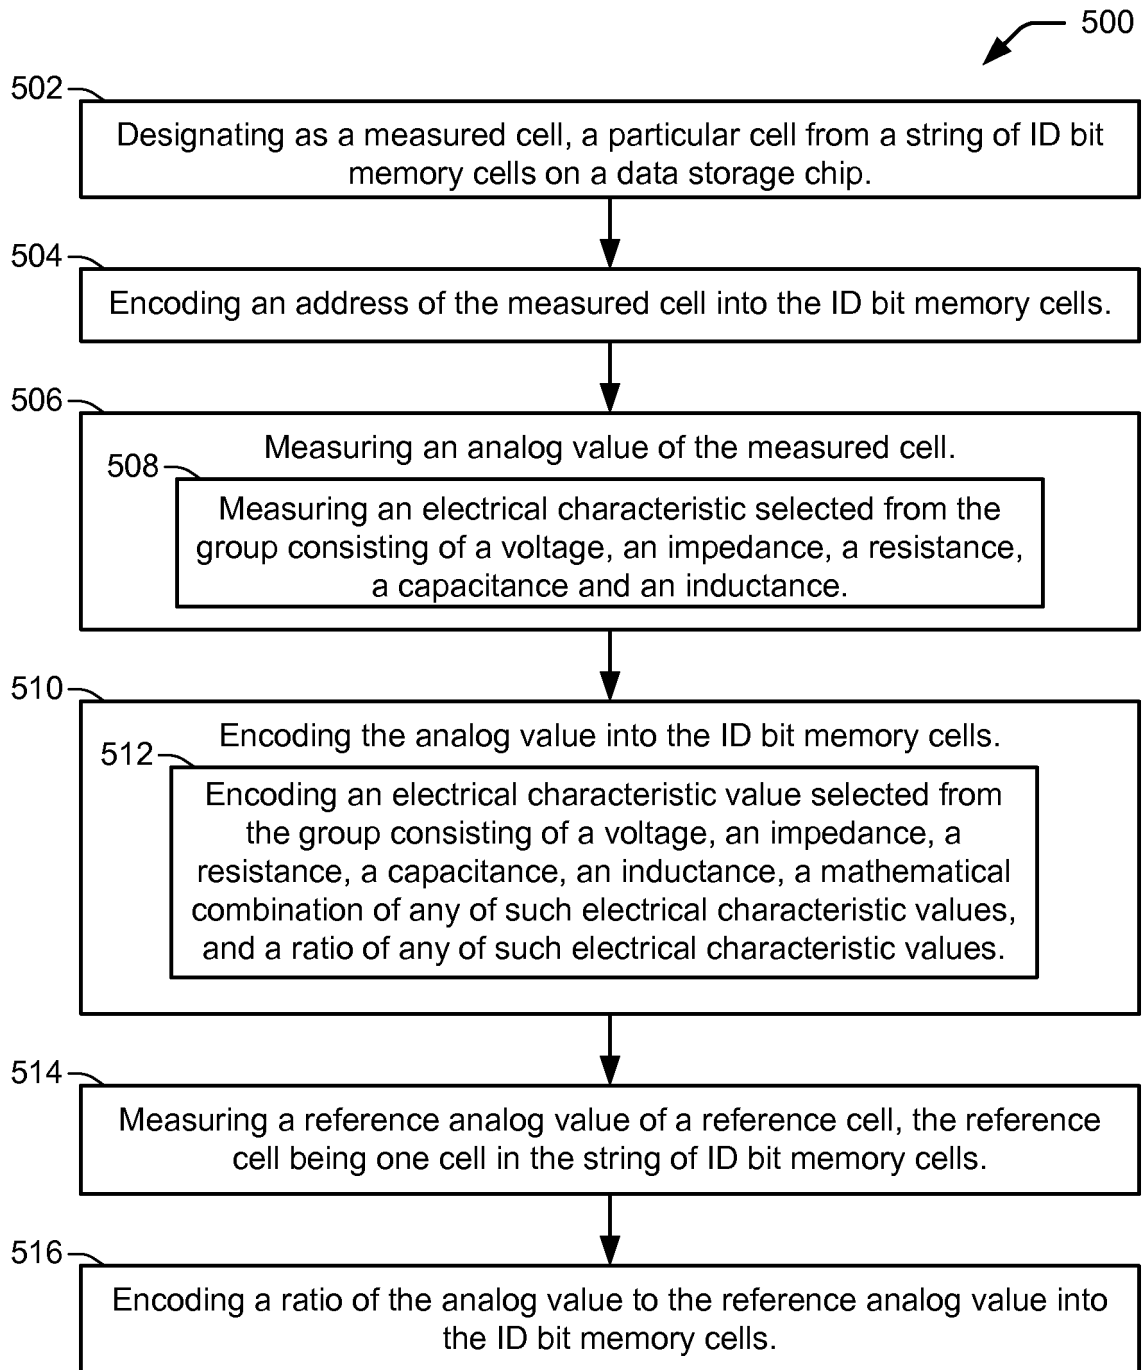 500
502
Designating as a measured cell, a particular cell from a string of ID bit
memory cells on a data storage chip.
504
Encoding an address of the measured cell into the ID bit memory cells.
506
Measuring an analog value of the measured cell.
508
Measuring an electrical characteristic selected from the
group consisting of a voltage, an impedance, a resistance,
a capacitance and an inductance.
510
Encoding the analog value into the ID bit memory cells.
512
Encoding an electrical characteristic value selected from
the group consisting of a voltage, an impedance, a
resistance, a capacitance, an inductance, a mathematical
combination of any of such electrical characteristic values,
and a ratio of any of such electrical characteristic values.
514
Measuring a reference analog value of a reference cell, the reference
cell being one cell in the string of ID bit memory cells.
516
Encoding a ratio of the analog value to the reference analog value into
the ID bit memory cells.